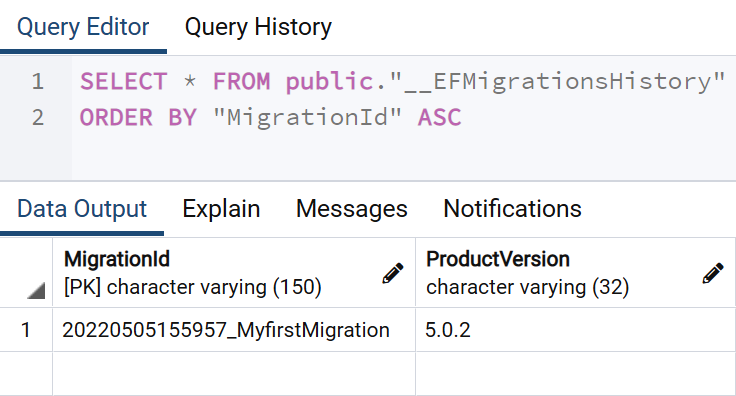 Query Editor Query History
1 SELECT * FROM public."__EFMigrationsHistory"
2 ORDER BY "MigrationId" ASC
Data Output Explain Messages Notifications
MigrationId ProductVersion
[PK] character varying (150) character varying (32)
1 20220505155957_MyfirstMigration 5.0.2